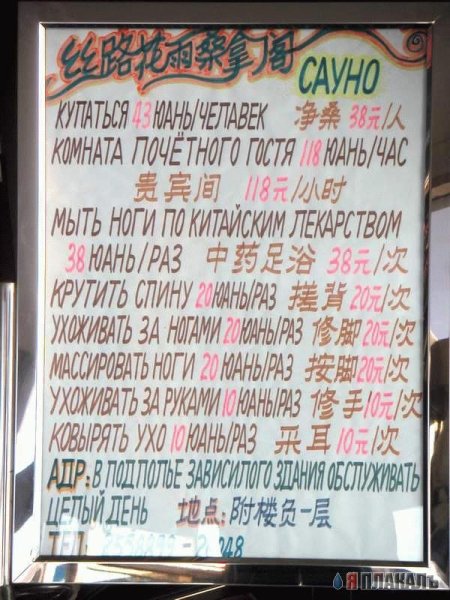 丝路花雨桑拿阁 САУНО
КУПАТЬСЯ 43 ЮАНЬ/ЧЕЛАВЕК 净桑 38元/人
КОМНАТА ПОЧЁТНОГО ГОСТЯ 118 ЮАНЬ/ЧАС
贵宾间 118元/小时
МЫТЬ НОГИ ПО КИТАЙСКИМ ЛЕКАРСТВОМ
38 ЮАНЬ/РАЗ 中药足浴 38元/次
КРУТИТЬ СПИНУ 20 ЮАНЬ/РАЗ 搓背 20元/次
УХОЖИВАТЬ ЗА НОГАМИ 20 ЮАНЬ/РАЗ 修脚 20元/次
МАССИРОВАТЬ НОГИ 20 ЮАНЬ/РАЗ 按脚 20元/次
УХОЖИВАТЬ ЗА РУКАМИ 10 ЮАНЬ/РАЗ 修手 10元/次
КОВЫРЯТЬ УХО 10 ЮАНЬ/РАЗ 采耳 10元/次
АДР: В ПОДПОЛЬЕ ЗАВИСИЛОГО ЗДАНИЯ ОБСЛУЖИВАТЬ
ЦЕЛЫЙ ДЕНЬ 地点: 附楼负一层
ТЕЛ:
ЯПЛАКАЛЪ